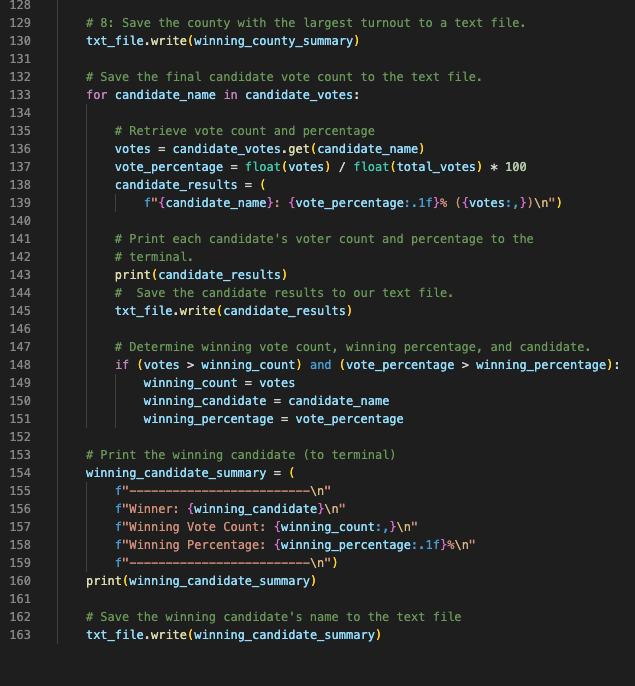 128
129 # 8: Save the county with the largest turnout to a text file.
130 txt_file.write(winning_county_summary)
131
132 # Save the final candidate vote count to the text file.
133 for candidate_name in candidate_votes:
134
135 # Retrieve vote count and percentage
136 votes = candidate_votes.get(candidate_name)
137 vote_percentage = float(votes) / float(total_votes) * 100
138 candidate_results = (
139 f"{candidate_name}: {vote_percentage:.1f}% ({votes:,})\n")
140
141 # Print each candidate's voter count and percentage to the
142 # terminal.
143 print(candidate_results)
144 #  Save the candidate results to our text file.
145 txt_file.write(candidate_results)
146
147 # Determine winning vote count, winning percentage, and candidate.
148 if (votes > winning_count) and (vote_percentage > winning_percentage):
149 winning_count = votes
150 winning_candidate = candidate_name
151 winning_percentage = vote_percentage
152
153 # Print the winning candidate (to terminal)
154 winning_candidate_summary = (
155 f"-------------------------\n"
156 f"Winner: {winning_candidate}\n"
157 f"Winning Vote Count: {winning_count:,}\n"
158 f"Winning Percentage: {winning_percentage:.1f}%\n"
159 f"-------------------------\n")
160 print(winning_candidate_summary)
161
162 # Save the winning candidate's name to the text file
163 txt_file.write(winning_candidate_summary)